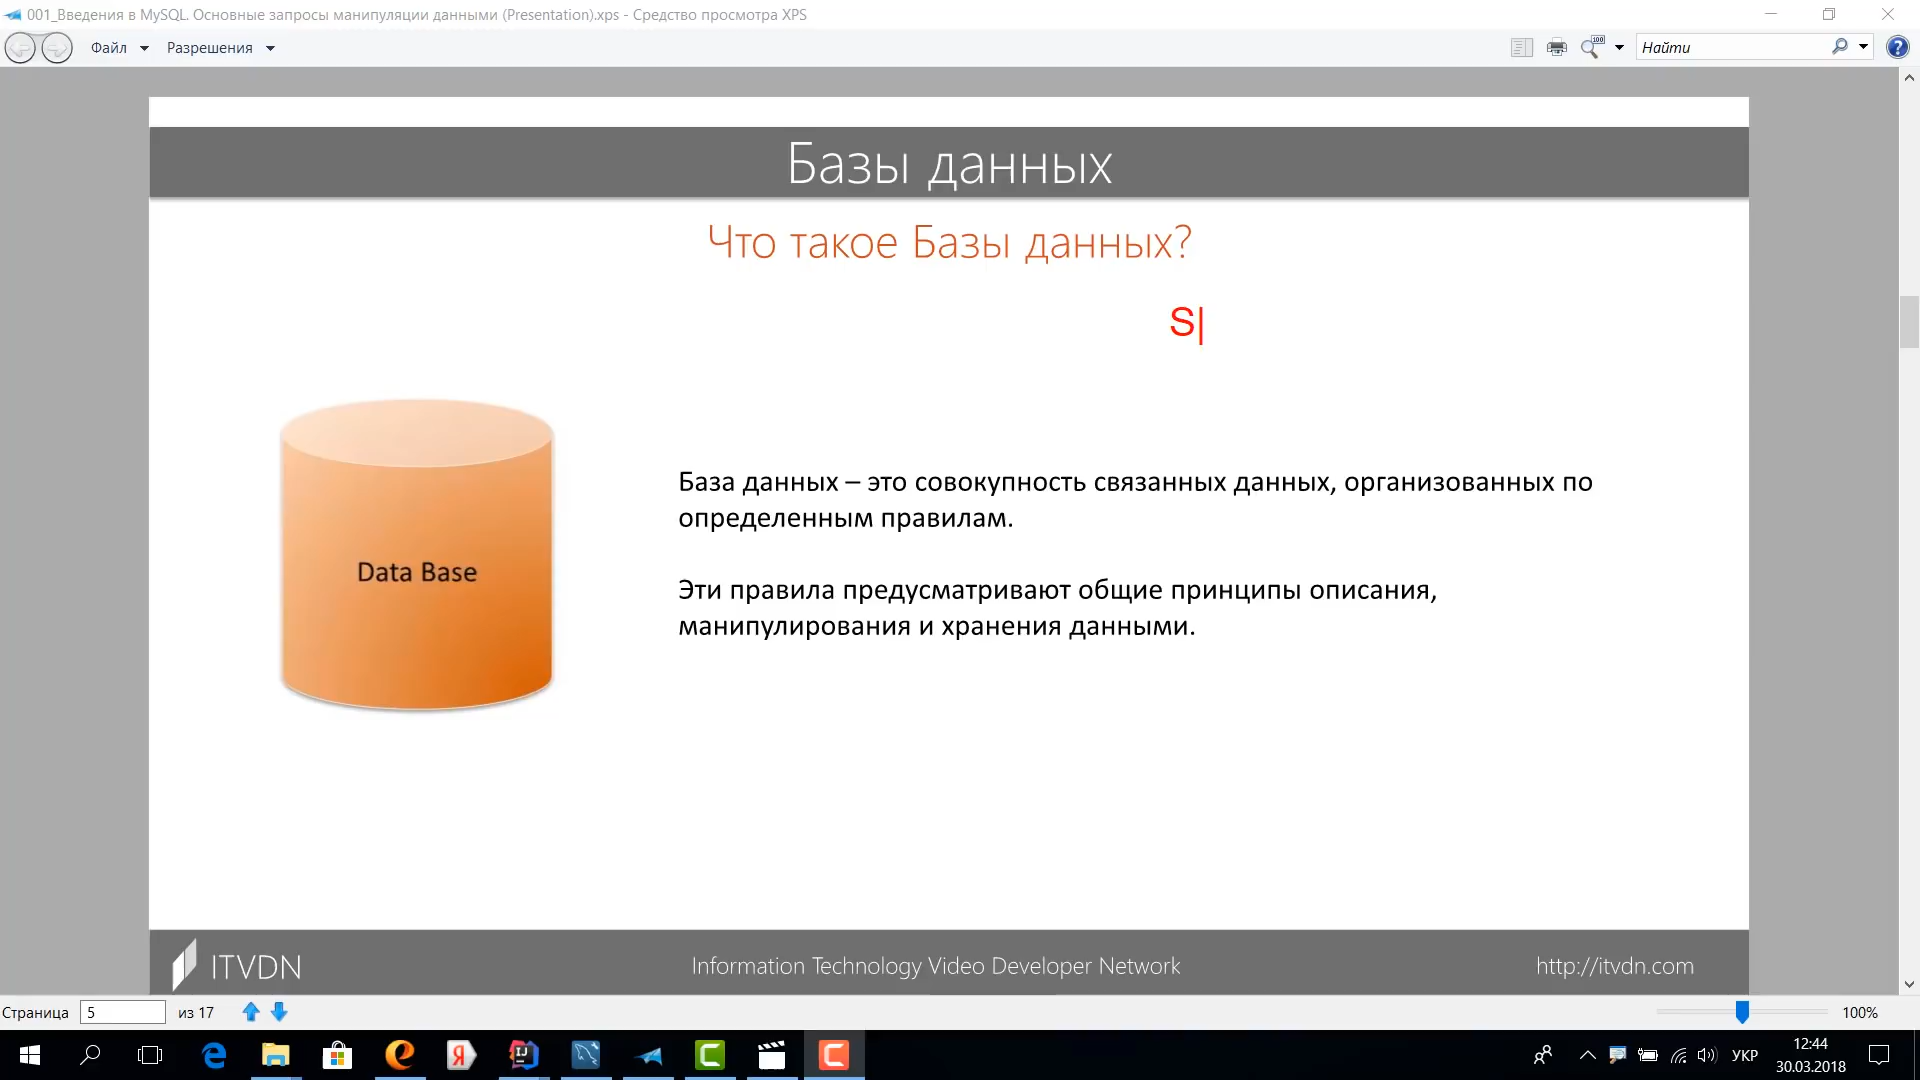 001_Введения в MySQL. Основные запросы манипуляции данными (Presentation).xps - Средство просмотра XPS
Файл Разрешения
100
Найти
?
Базы данных
Что такое Базы данных?
S|
Data Base
База данных – это совокупность связанных данных, организованных по
определенным правилам.
Эти правила предусматривают общие принципы описания,
манипулирования и хранения данными.
ITVDN
Information Technology Video Developer Network
http://itvdn.com
Страница 5 из 17
100%
Я
IJ
УКР
12:44
30.03.2018